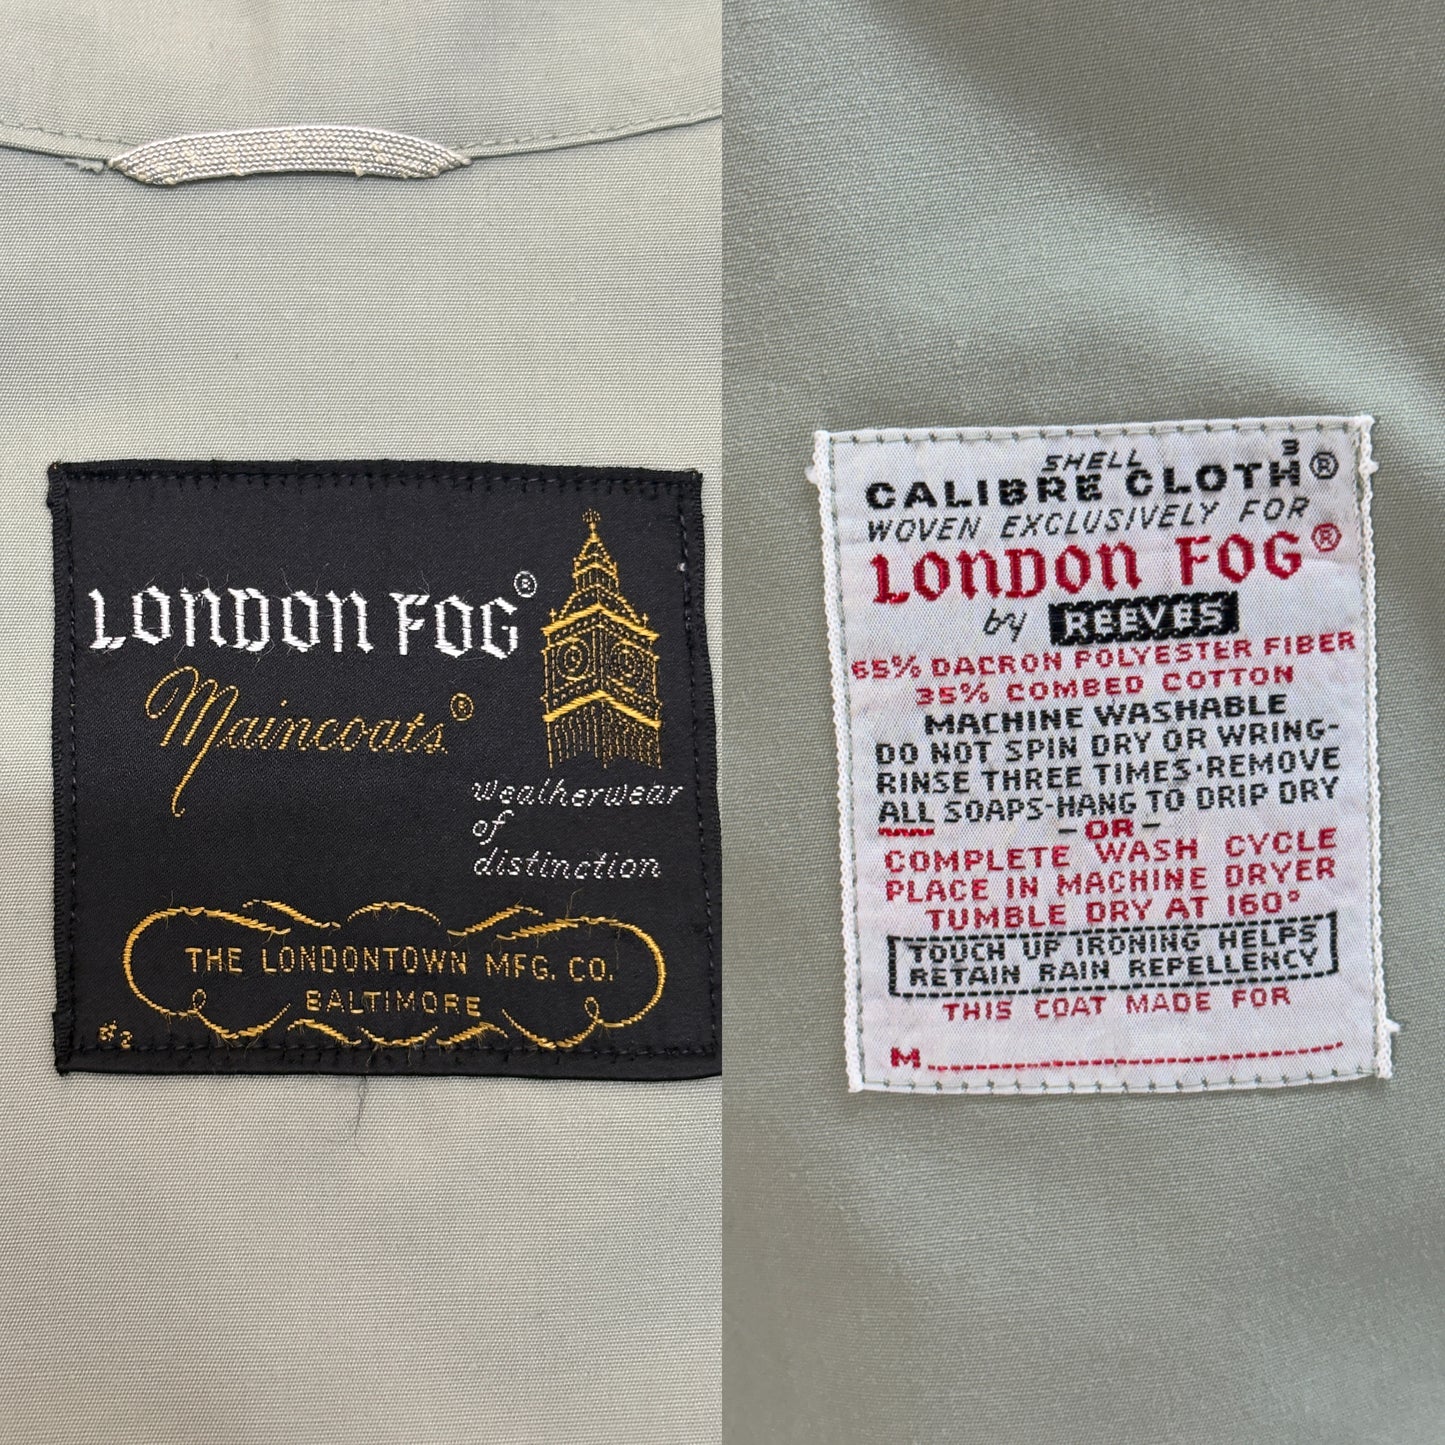 LONDON FOG®
Maincoats®
weatherwear
of
distinction
THE LONDONTOWN MFG. CO.
BALTIMORE
#2
SHELL
CALIBRE CLOTH³®
WOVEN EXCLUSIVELY FOR
LONDON FOG®
by REEVES
65% DACRON POLYESTER FIBER
35% COMBED COTTON
MACHINE WASHABLE
DO NOT SPIN DRY OR WRING-
RINSE THREE TIMES·REMOVE
ALL SOAPS-HANG TO DRIP DRY
-OR-
COMPLETE WASH CYCLE
PLACE IN MACHINE DRYER
TUMBLE DRY AT 160°
TOUCH UP IRONING HELPS
RETAIN RAIN REPELLENCY
THIS COAT MADE FOR
M